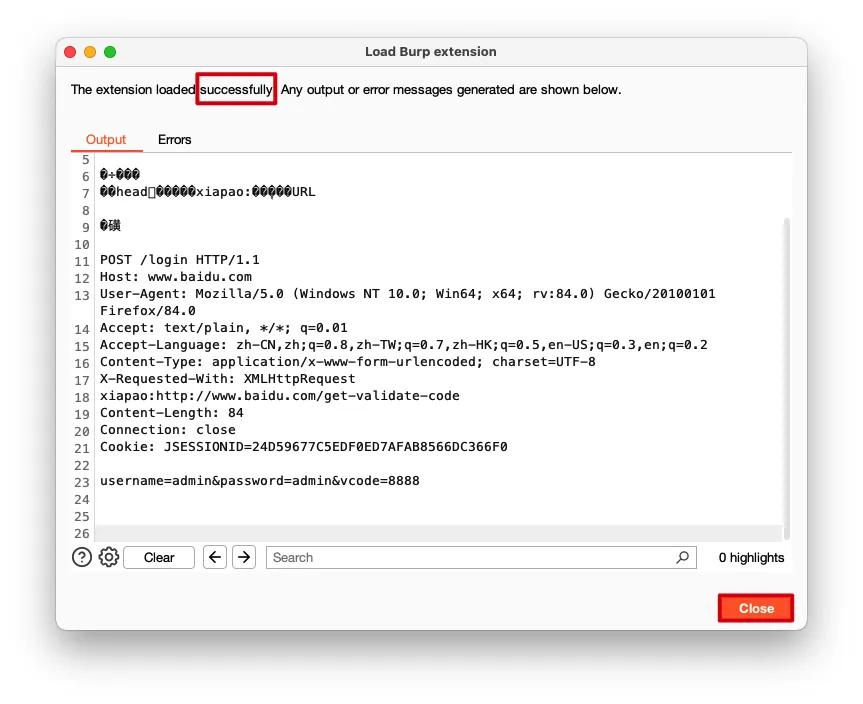 Load Burp extension
The extension loaded successfully. Any output or error messages generated are shown below.
Output Errors
5
6 �÷���
7 ��head�����xiapao:�����URL
8
9 �磺
10
11 POST /login HTTP/1.1
12 Host: www.baidu.com
13 User-Agent: Mozilla/5.0 (Windows NT 10.0; Win64; x64; rv:84.0) Gecko/20100101
Firefox/84.0
14 Accept: text/plain, */*; q=0.01
15 Accept-Language: zh-CN,zh;q=0.8,zh-TW;q=0.7,zh-HK;q=0.5,en-US;q=0.3,en;q=0.2
16 Content-Type: application/x-www-form-urlencoded; charset=UTF-8
17 X-Requested-With: XMLHttpRequest
18 xiapao:http://www.baidu.com/get-validate-code
19 Content-Length: 84
20 Connection: close
21 Cookie: JSESSIONID=24D59677C5EDF0ED7AFAB8566DC366F0
22
23 username=admin&password=admin&vcode=8888
24
25
26
? Clear Search 0 highlights
Close